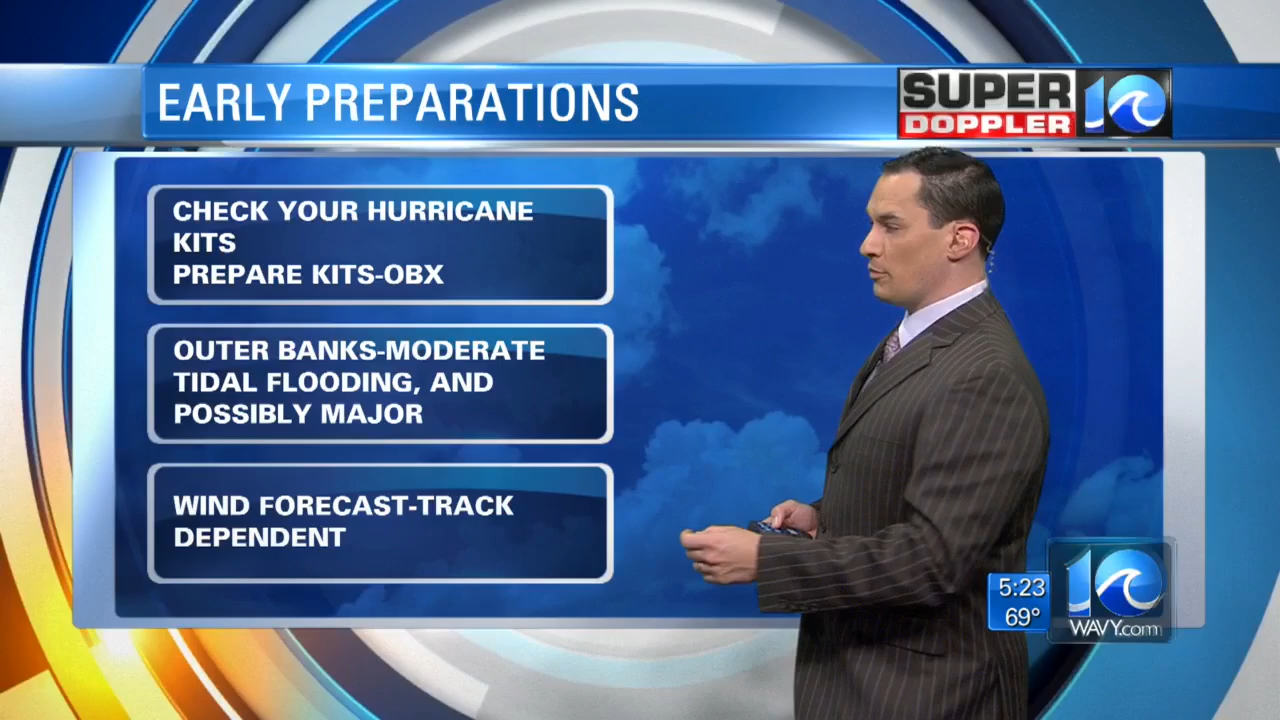 EARLY PREPARATIONS
SUPER
DOPPLER 10
CHECK YOUR HURRICANE
KITS
PREPARE KITS-OBX
OUTER BANKS-MODERATE
TIDAL FLOODING, AND
POSSIBLY MAJOR
WIND FORECAST-TRACK
DEPENDENT
5:23
69°
10
WAVY.com